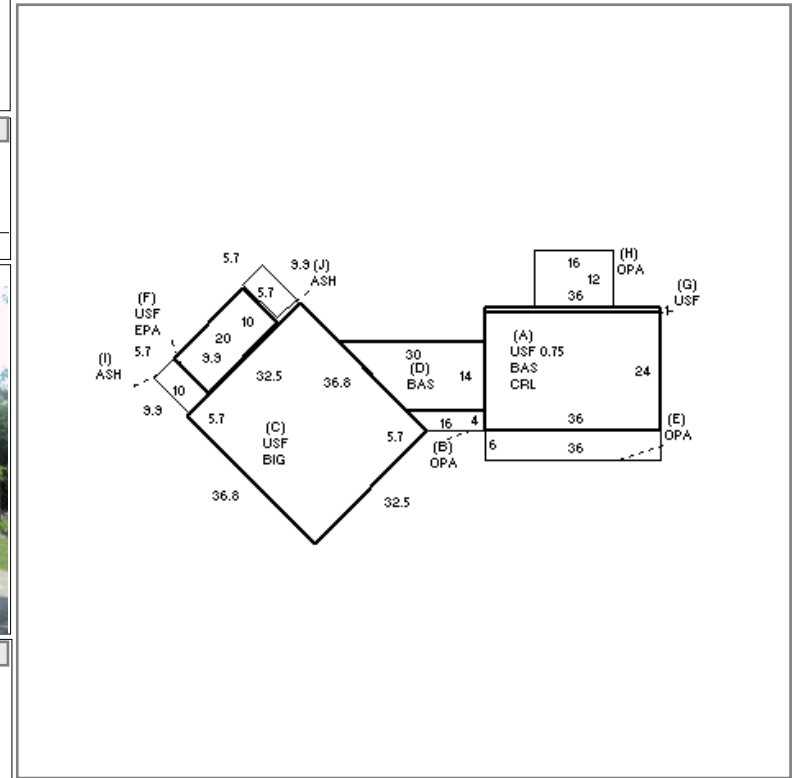 16
12
36
(H)
OPA
(G)
USF
1
5.7
9.9 (J)
ASH
5.7
(F)
USF
EPA
10
20
9.9
5.7
(I)
ASH
10
9.9
32.5
36.8
5.7
(C)
USF
BIG
5.7
36.8
32.5
30
(D)
BAS
14
16
4
(B)
OPA
(A)
USF 0.75
BAS
CRL
24
36
(E)
OPA
6
36